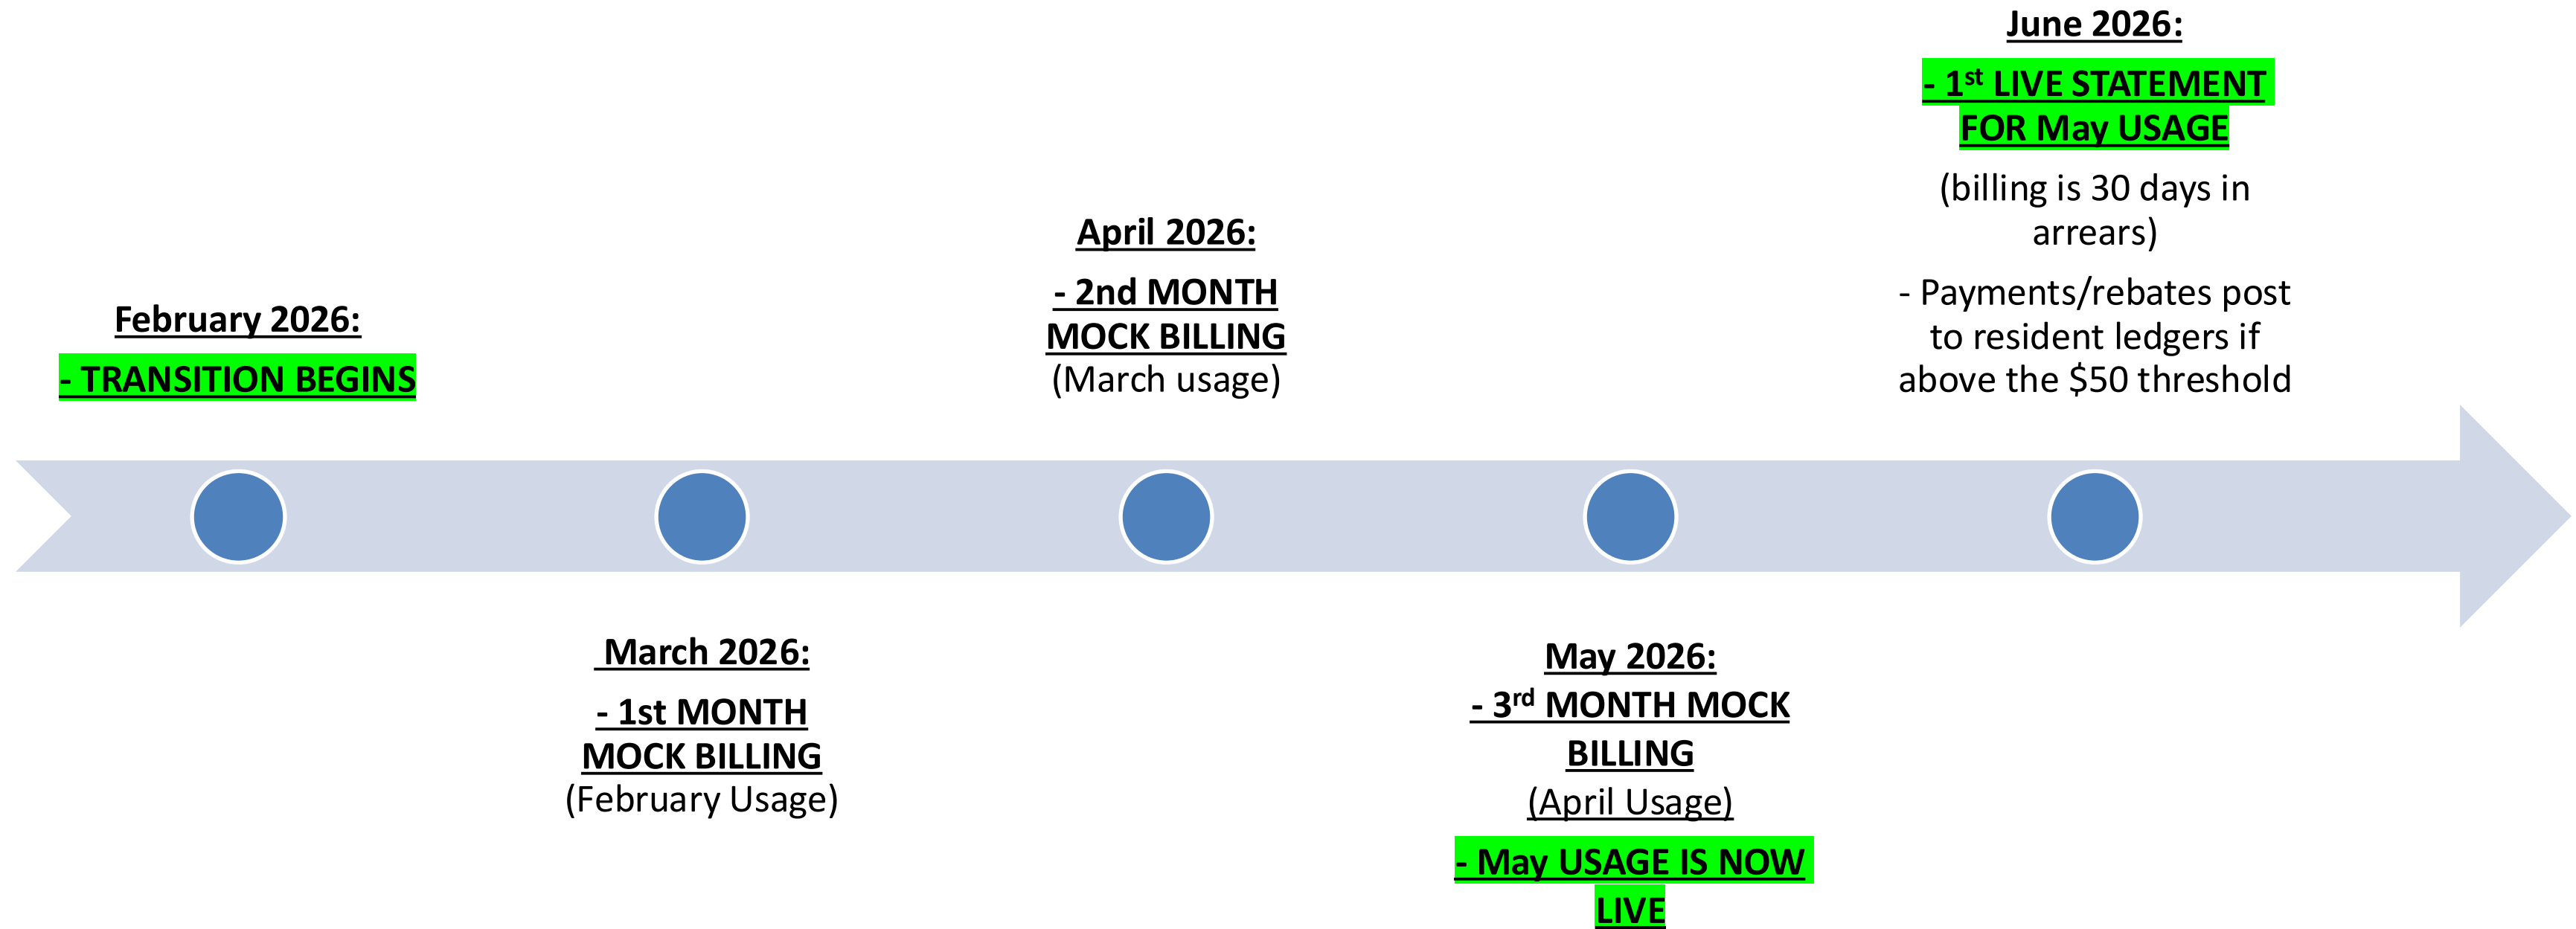 February 2026:
- TRANSITION BEGINS
March 2026:
- 1st MONTH
MOCK BILLING
(February Usage)
April 2026:
- 2nd MONTH
MOCK BILLING
(March usage)
May 2026:
- 3rd MONTH MOCK
BILLING
(April Usage)
- May USAGE IS NOW
LIVE
June 2026:
- 1st LIVE STATEMENT
FOR May USAGE
(billing is 30 days in
arrears)
- Payments/rebates post
to resident ledgers if
above the $50 threshold